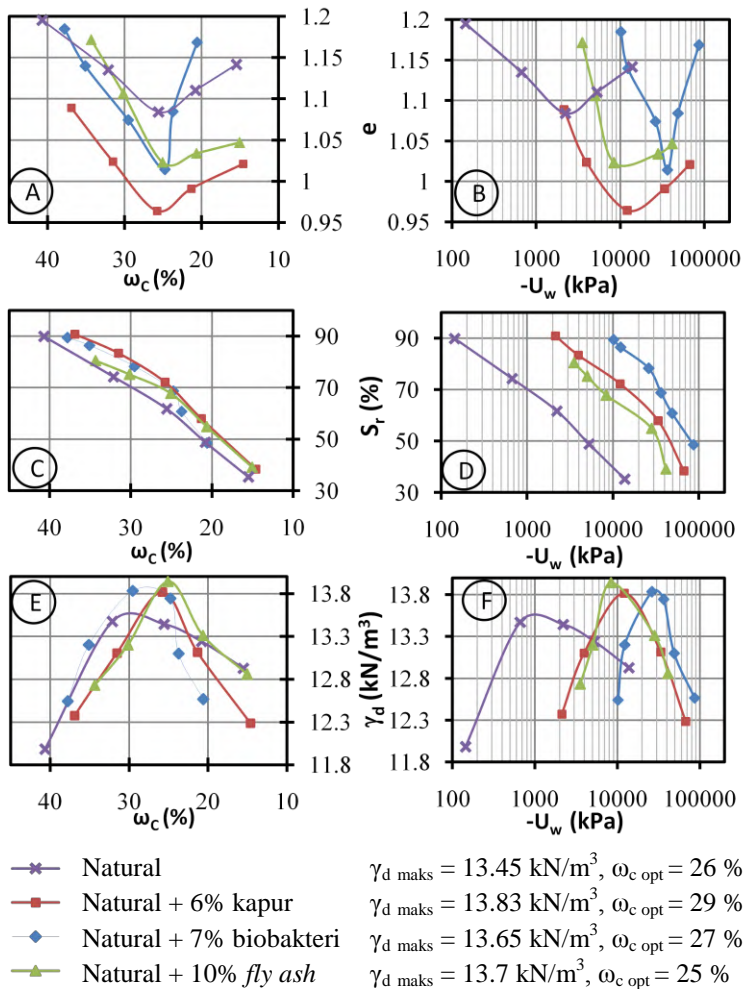 1.2
1.15
1.1
1.05
1
0.95
e
A
40 30 20 10
ωc (%)
1.2
1.15
1.1
1.05
1
0.95
B
100 1000 10000 100000
-Uw (kPa)
90
70
50
30
Sr (%)
C
40 30 20 10
ωc (%)
90
70
50
30
D
100 1000 10000 100000
-Uw (kPa)
13.8
13.3
12.8
12.3
11.8
γd (kN/m³)
E
40 30 20 10
ωc (%)
13.8
13.3
12.8
12.3
11.8
F
100 1000 10000 100000
-Uw (kPa)
Natural γd maks = 13.45 kN/m³, ωc opt = 26 %
Natural + 6% kapur γd maks = 13.83 kN/m³, ωc opt = 29 %
Natural + 7% biobakteri γd maks = 13.65 kN/m³, ωc opt = 27 %
Natural + 10% fly ash γd maks = 13.7 kN/m³, ωc opt = 25 %